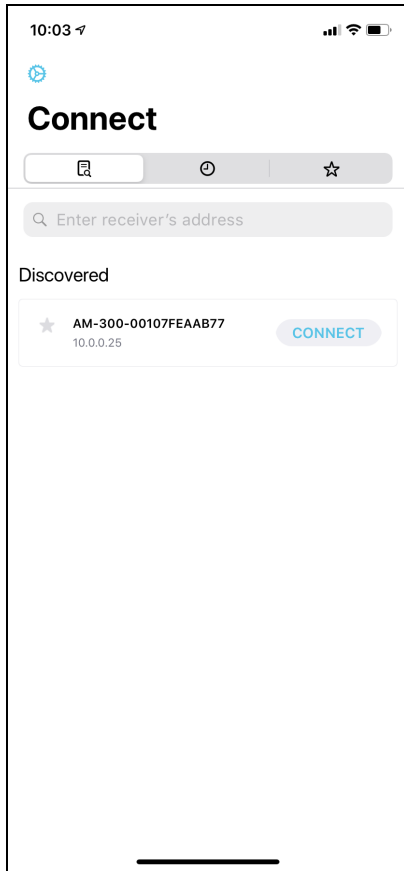 10:03
Connect
Enter receiver's address
Discovered
AM-300-00107FEAAB77
10.0.0.25
CONNECT